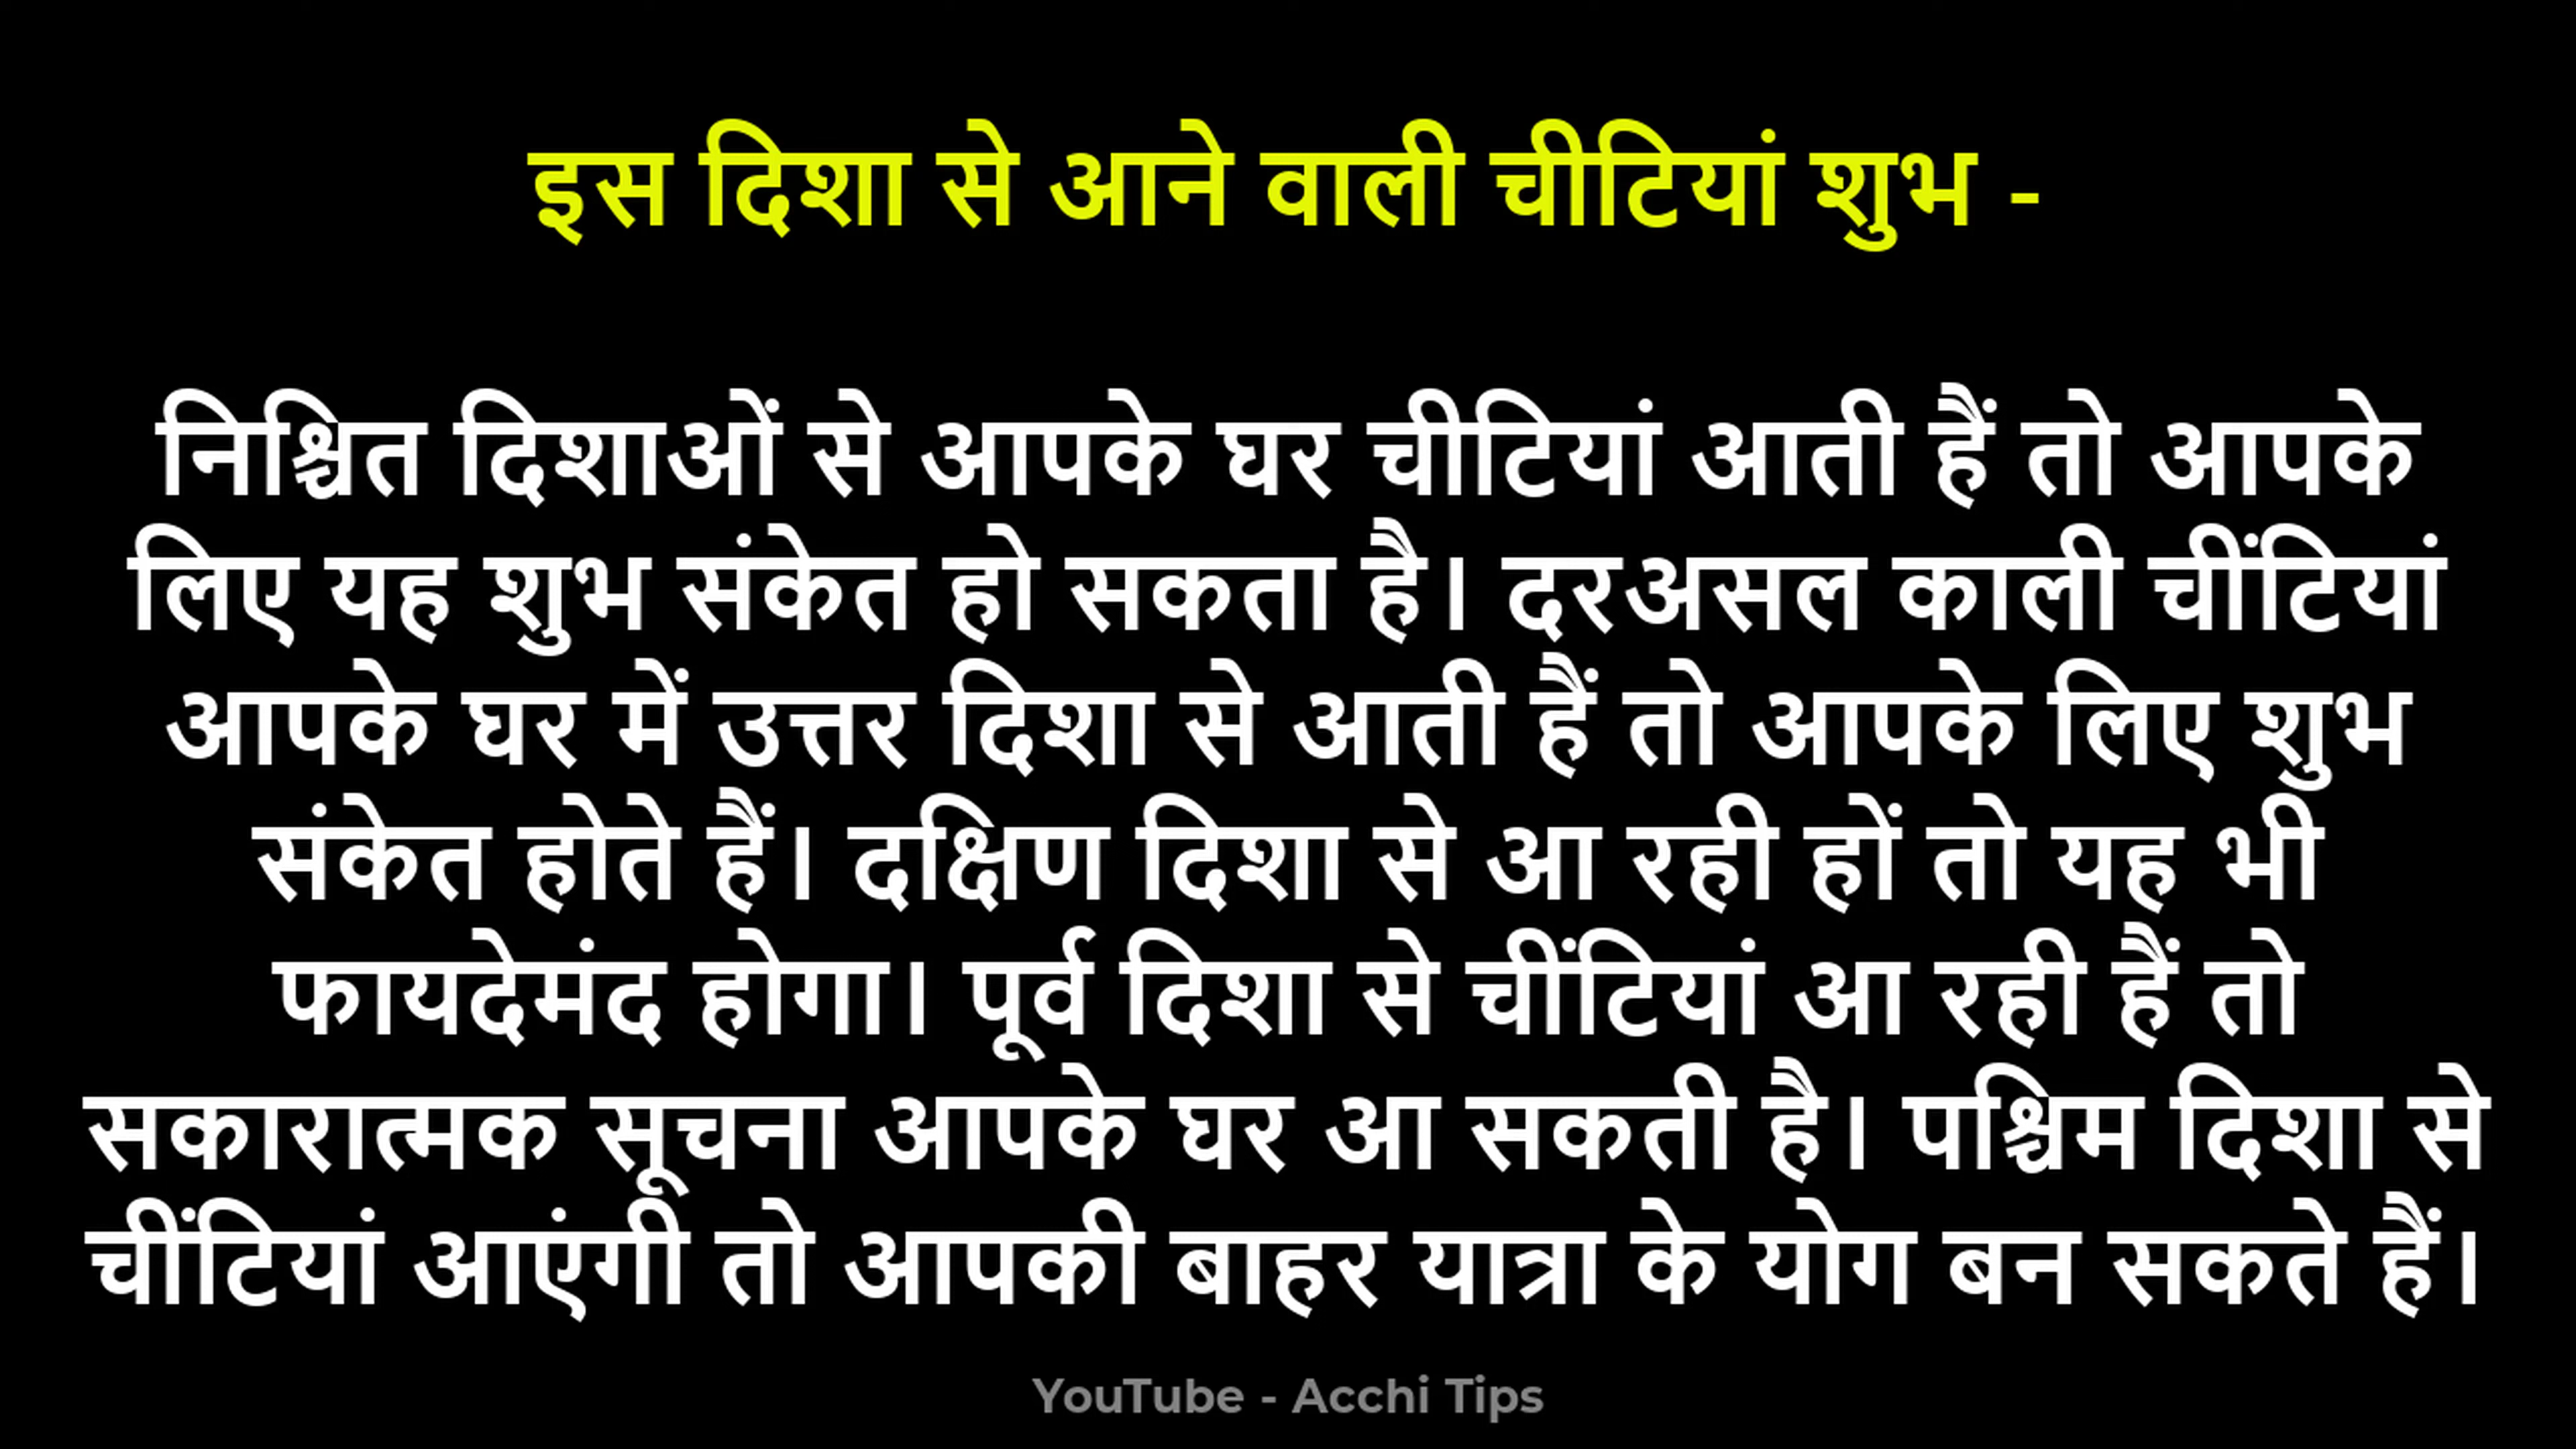 इस दिशा से आने वाली चीटियां शुभ -
निश्चित दिशाओं से आपके घर चीटियां आती हैं तो आपके
लिए यह शुभ संकेत हो सकता है। दरअसल काली चींटियां
आपके घर में उत्तर दिशा से आती हैं तो आपके लिए शुभ
संकेत होते हैं। दक्षिण दिशा से आ रही हों तो यह भी
फायदेमंद होगा। पूर्व दिशा से चींटियां आ रही हैं तो
सकारात्मक सूचना आपके घर आ सकती है। पश्चिम दिशा से
चींटियां आएंगी तो आपकी बाहर यात्रा के योग बन सकते हैं।
YouTube - Acchi Tips